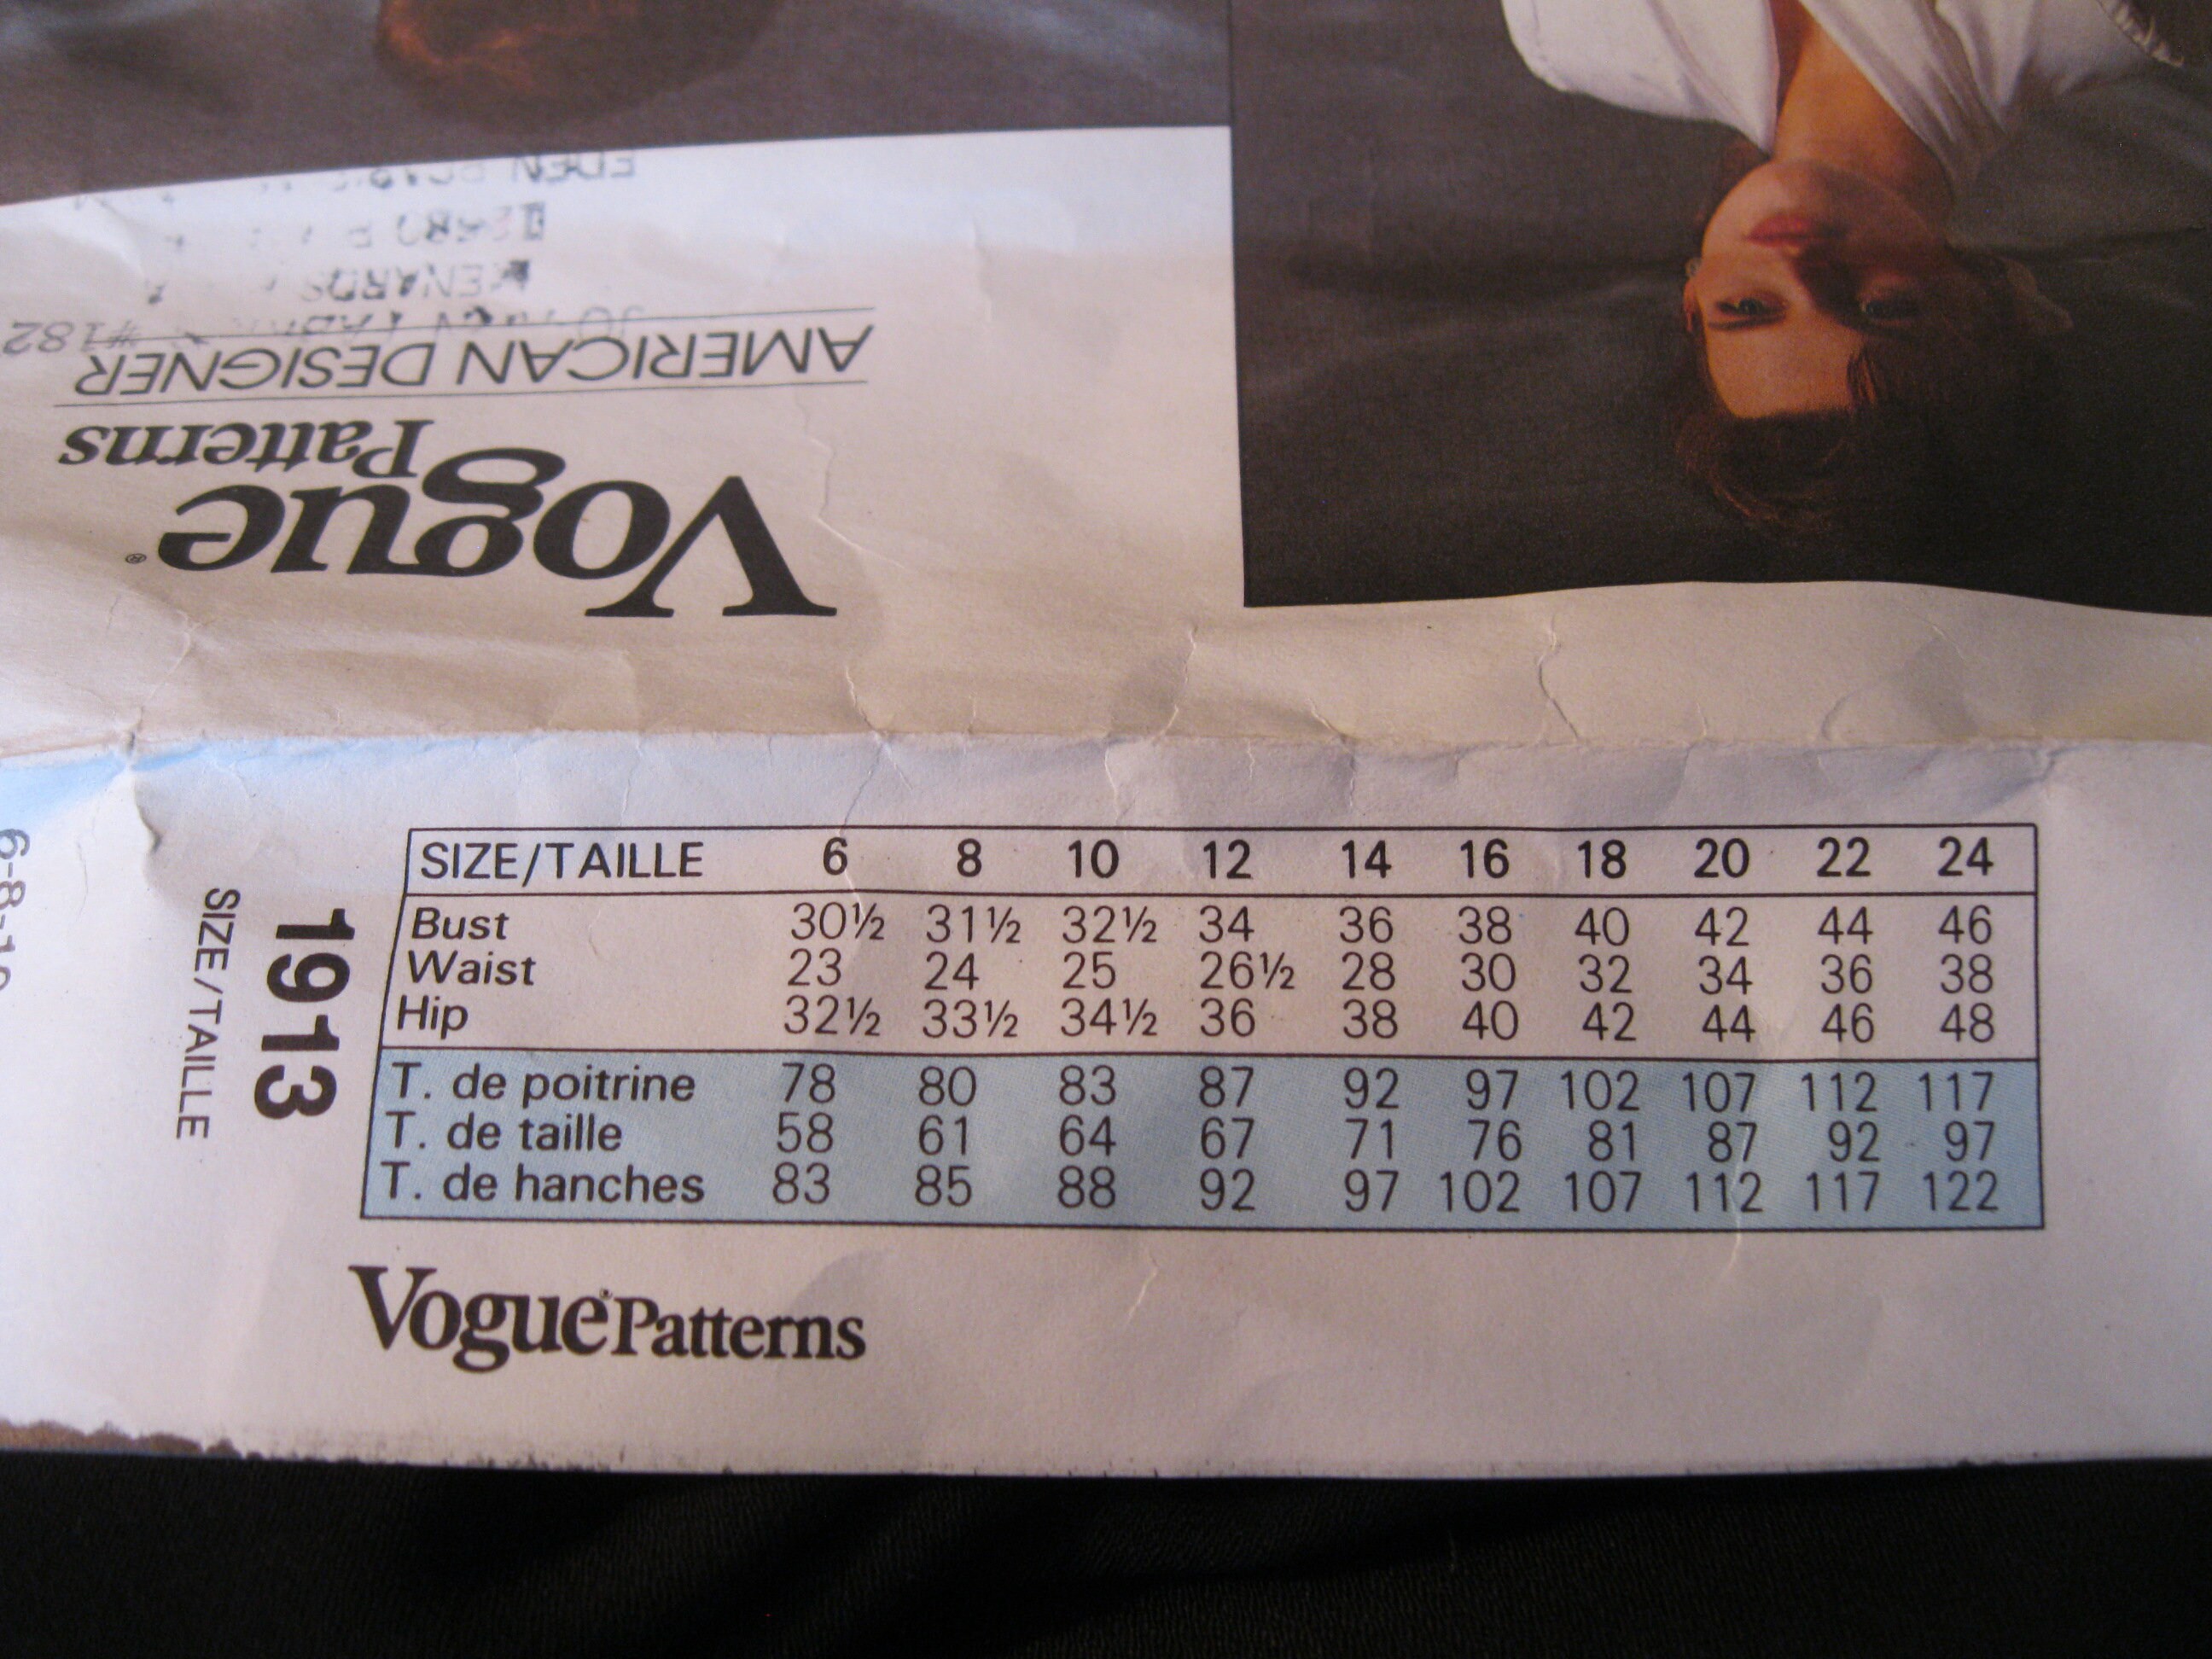 EDEN
#182
AMERICAN DESIGNER
Vogue®
Patterns
6-8-10
SIZE/TAILLE
1913
SIZE/TAILLE 6 8 10 12 14 16 18 20 22 24
Bust 30½ 31½ 32½ 34 36 38 40 42 44 46
Waist 23 24 25 26½ 28 30 32 34 36 38
Hip 32½ 33½ 34½ 36 38 40 42 44 46 48
T. de poitrine 78 80 83 87 92 97 102 107 112 117
T. de taille 58 61 64 67 71 76 81 87 92 97
T. de hanches 83 85 88 92 97 102 107 112 117 122
Vogue® Patterns